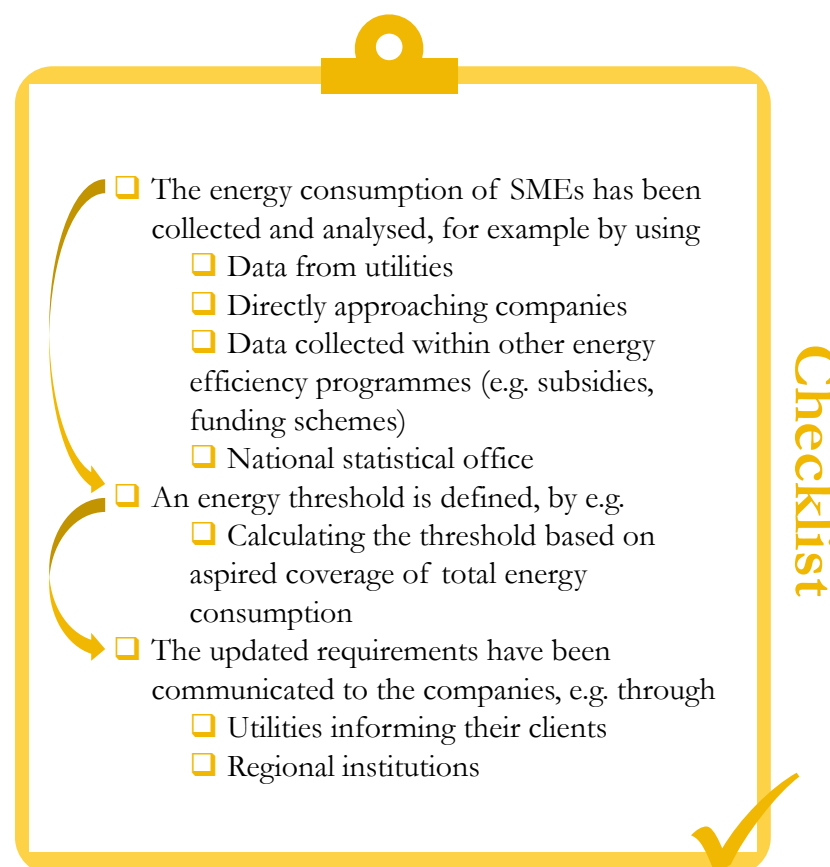 The energy consumption of SMEs has been
collected and analysed, for example by using
Data from utilities
Directly approaching companies
Data collected within other energy
efficiency programmes (e.g. subsidies,
funding schemes)
National statistical office
An energy threshold is defined, by e.g.
Calculating the threshold based on
aspired coverage of total energy
consumption
The updated requirements have been
communicated to the companies, e.g. through
Utilities informing their clients
Regional institutions
Checklist